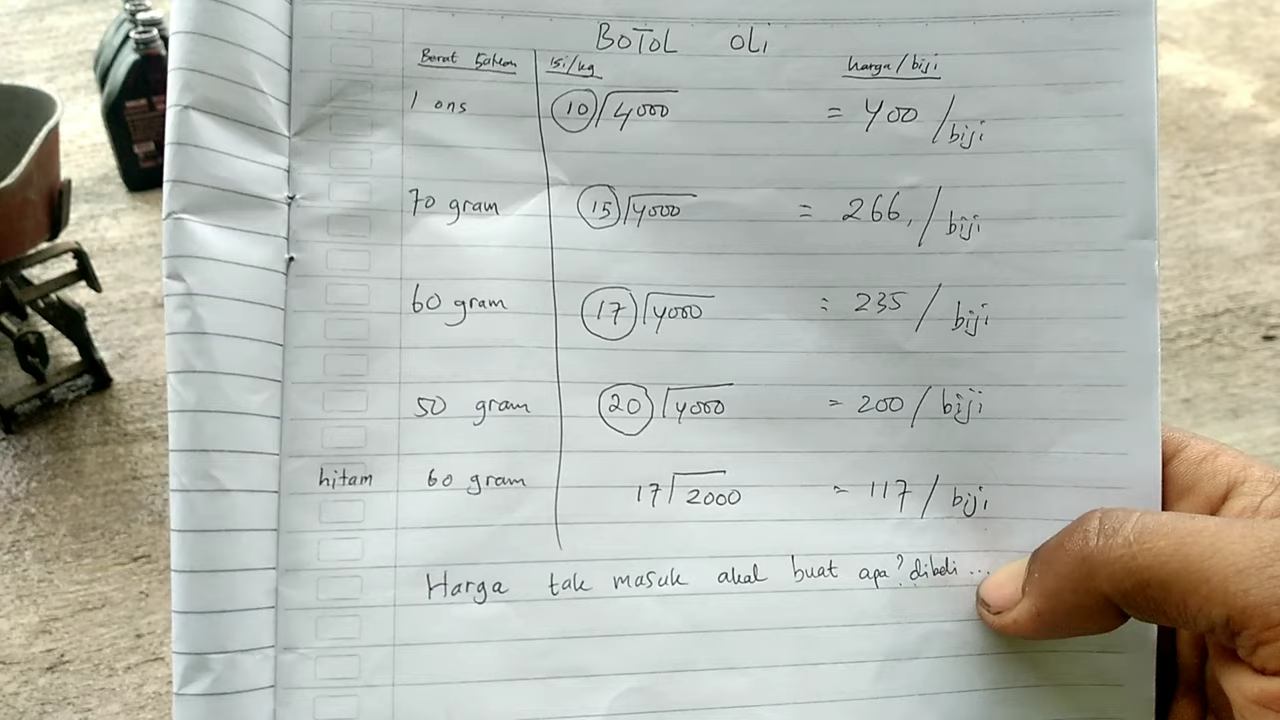 BOTOL OLI
Berat Bahan Isi/kg harga/biji
1 ons 10 4000 = 400 /biji
70 gram 15 4000 = 266, /biji
60 gram 17 4000 = 235 / biji
50 gram 20 4000 = 200 / biji
hitam 60 gram 17 2000 = 117 / biji
Harga tak masuk akal buat apa? dibeli ...